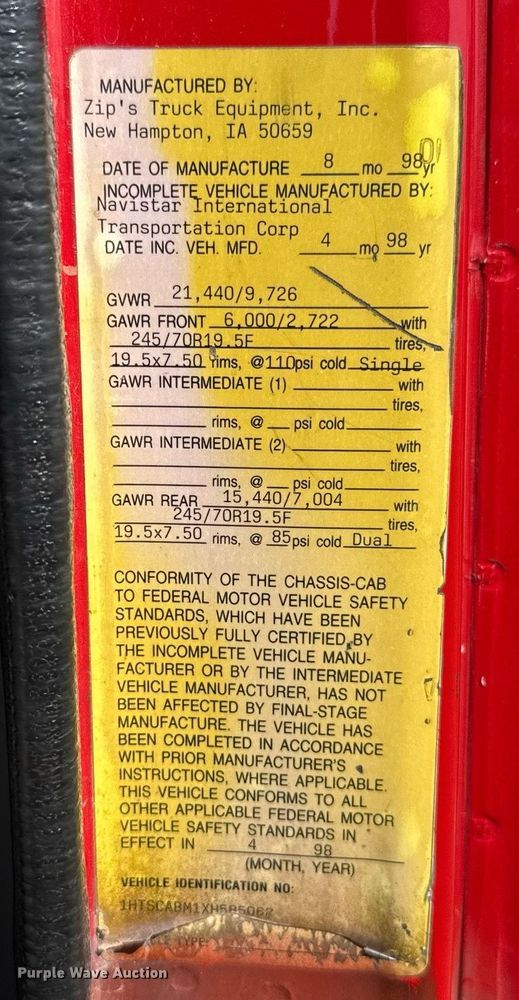 MANUFACTURED BY:
Zip's Truck Equipment, Inc.
New Hampton, IA 50659
DATE OF MANUFACTURE 8 mo 98 yr
INCOMPLETE VEHICLE MANUFACTURED BY:
Navistar International
Transportation Corp
DATE INC. VEH. MFD. 4 mo 98 yr
GVWR 21,440/9,726
GAWR FRONT 6,000/2,722 with
245/70R19.5F tires,
19.5x7.50 rims, @110psi cold Single
GAWR INTERMEDIATE (1) with
tires,
rims, @ psi cold
GAWR INTERMEDIATE (2) with
tires,
rims, @ psi cold
GAWR REAR 15,440/7,004 with
245/70R19.5F tires,
19.5x7.50 rims, @ 85psi cold Dual
CONFORMITY OF THE CHASSIS-CAB
TO FEDERAL MOTOR VEHICLE SAFETY
STANDARDS, WHICH HAVE BEEN
PREVIOUSLY FULLY CERTIFIED BY
THE INCOMPLETE VEHICLE MANU-
FACTURER OR BY THE INTERMEDIATE
VEHICLE MANUFACTURER, HAS NOT
BEEN AFFECTED BY FINAL-STAGE
MANUFACTURE. THE VEHICLE HAS
BEEN COMPLETED IN ACCORDANCE
WITH PRIOR MANUFACTURER'S
INSTRUCTIONS, WHERE APPLICABLE.
THIS VEHICLE CONFORMS TO ALL
OTHER APPLICABLE FEDERAL MOTOR
VEHICLE SAFETY STANDARDS IN
EFFECT IN 4 98
(MONTH, YEAR)
VEHICLE IDENTIFICATION NO:
1HTSCABM1XH585062
TYPE:
Purple Wave Auction